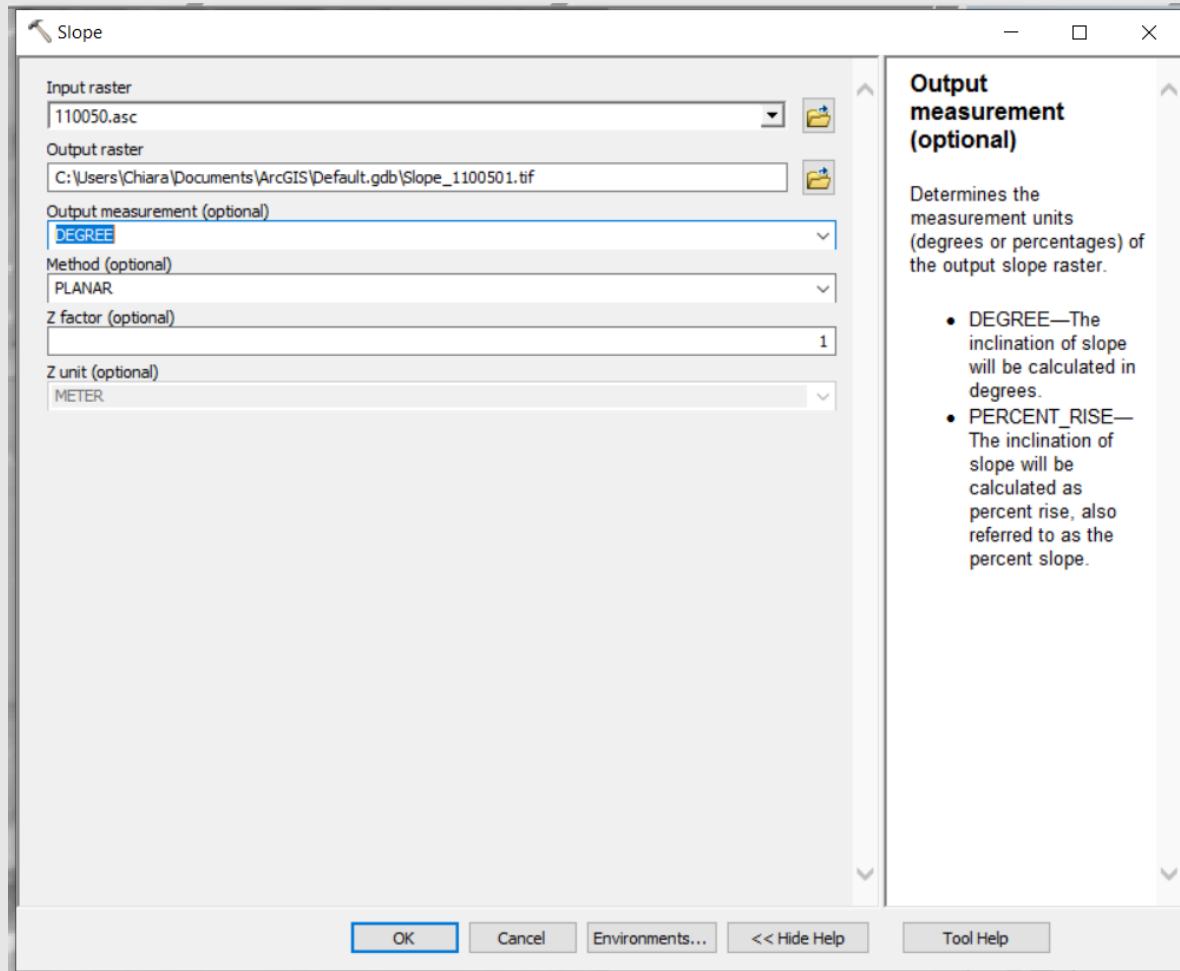 Slope
Input raster
110050.asc
Output raster
C:\Users\Chiara\Documents\ArcGIS\Default.gdb\Slope_1100501.tif
Output measurement (optional)
DEGREE
Method (optional)
PLANAR
Z factor (optional)
1
Z unit (optional)
METER
Output
measurement
(optional)
Determines the
measurement units
(degrees or percentages) of
the output slope raster.
• DEGREE—The
inclination of slope
will be calculated in
degrees.
• PERCENT_RISE—
The inclination of
slope will be
calculated as
percent rise, also
referred to as the
percent slope.
OK
Cancel
Environments...
<< Hide Help
Tool Help